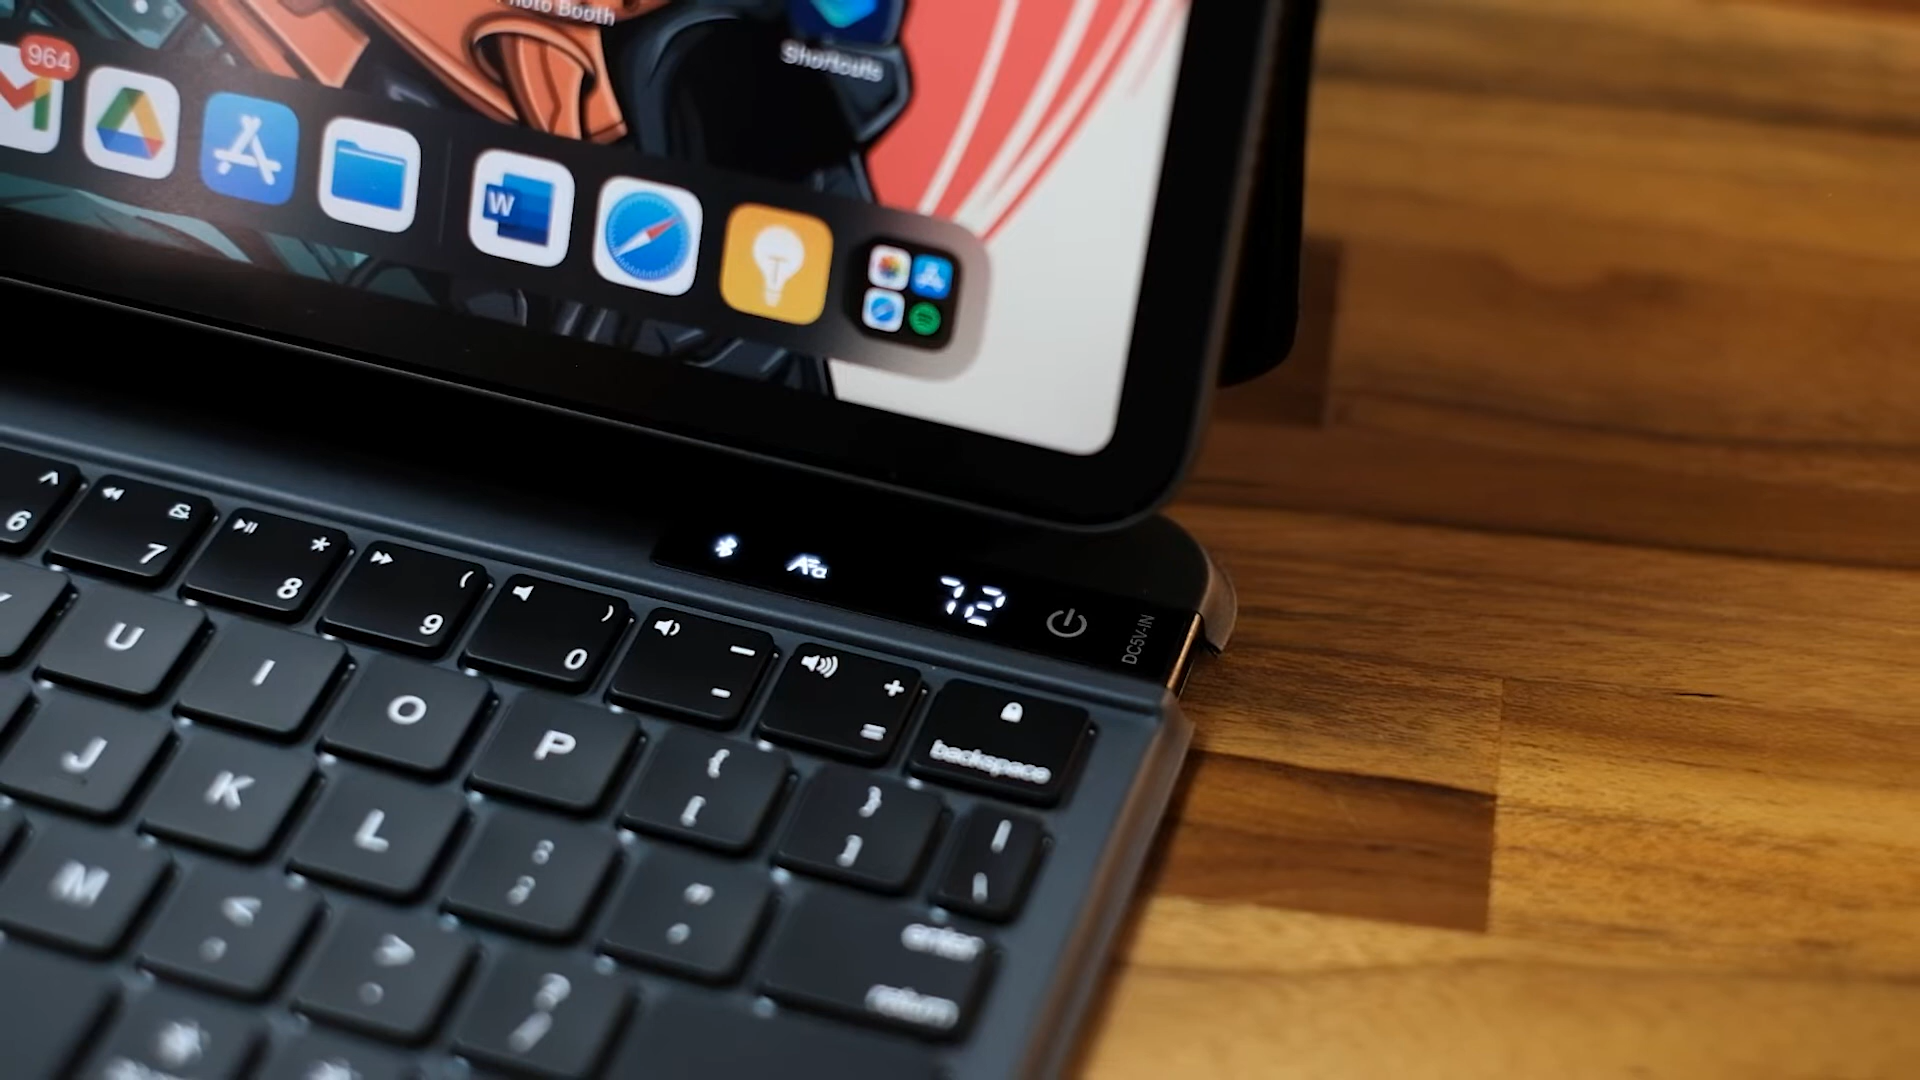 Photo Booth
Shortcuts
964
W
72
DC5V-IN
^
6
&
7
*
8
(
9
)
0
–
-
+
=
backspace
U
I
O
P
{
[
}
]
|
\
J
K
L
:
;
"
'
enter
return
M
<
,
>
.
?
/